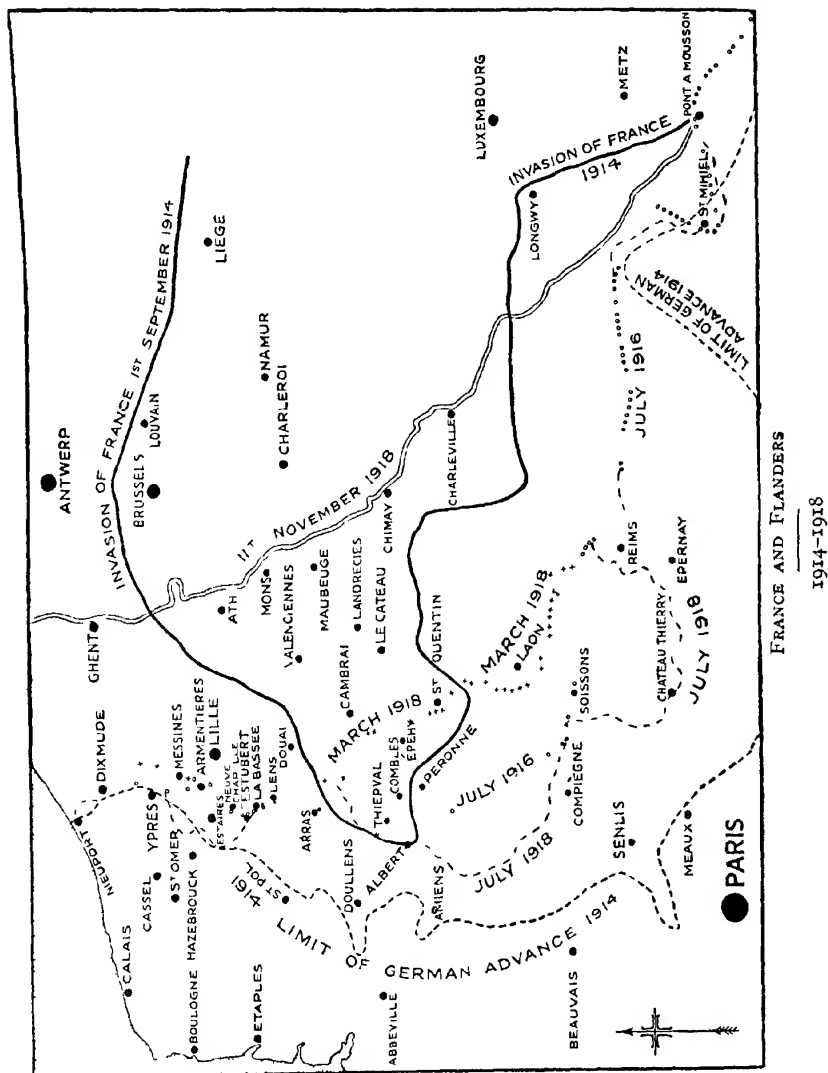 ANTWERP
INVASION OF FRANCE 1ST SEPTEMBER 1914
LIEGE
LOUVAIN
BRUSSELS
NAMUR
CHARLEROI
GHENT
11T NOVEMBER 1918
ATH
MONS
VALENCIENNES
MAUBEUGE
LANDRECIES
LE CATEAU
CHIMAY
CHARLEVILLE
LUXEMBOURG
METZ
INVASION OF FRANCE
1914
LONGWY
PONT A MOUSSON
ST MIHIEL
LIMIT OF GERMAN
ADVANCE 1914
JULY 1916
REIMS
EPERNAY
CHATEAU THIERRY
JULY 1918
MARCH 1918
LAON
SOISSONS
ST QUENTIN
CAMBRAI
MARCH 1918
NIEUPORT
DIXMUDE
YPRES
MESSINES
ARMENTIERES
LILLE
ESTAIRES
NEUVE
LA BASSEE
LENS
DOUAI
ARRAS
THIEPVAL
COMBLES
EPEHY
PERONNE
ALBERT
JULY 1916
JULY 1918
COMPIEGNE
SENLIS
MEAUX
PARIS
CALAIS
CASSEL
ST OMER
HAZEBROUCK
BOULOGNE
ETAPLES
ST POL
1914
DOULLENS
AMIENS
LIMIT OF GERMAN ADVANCE 1914
ABBEVILLE
BEAUVAIS
FRANCE AND FLANDERS
1914-1918